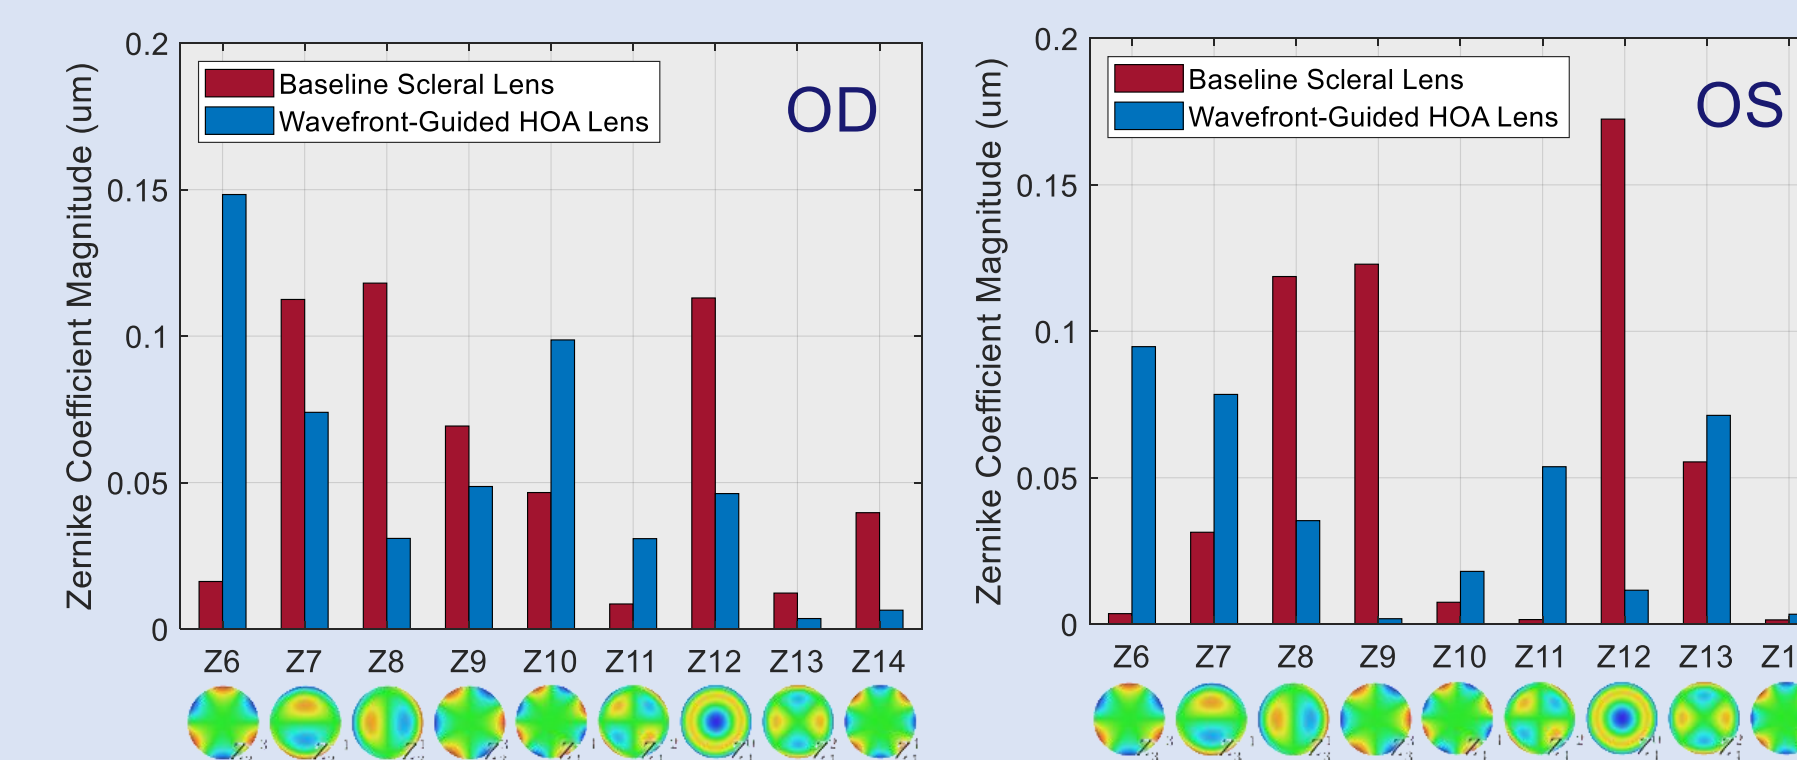 Zernike Coefficient Magnitude (um)
0.2
0.15
0.1
0.05
0
Baseline Scleral Lens
Wavefront-Guided HOA Lens
OD
Z6 Z7 Z8 Z9 Z10 Z11 Z12 Z13 Z14
Zernike Coefficient Magnitude (um)
0.2
0.15
0.1
0.05
0
Baseline Scleral Lens
Wavefront-Guided HOA Lens
OS
Z6 Z7 Z8 Z9 Z10 Z11 Z12 Z13 Z1